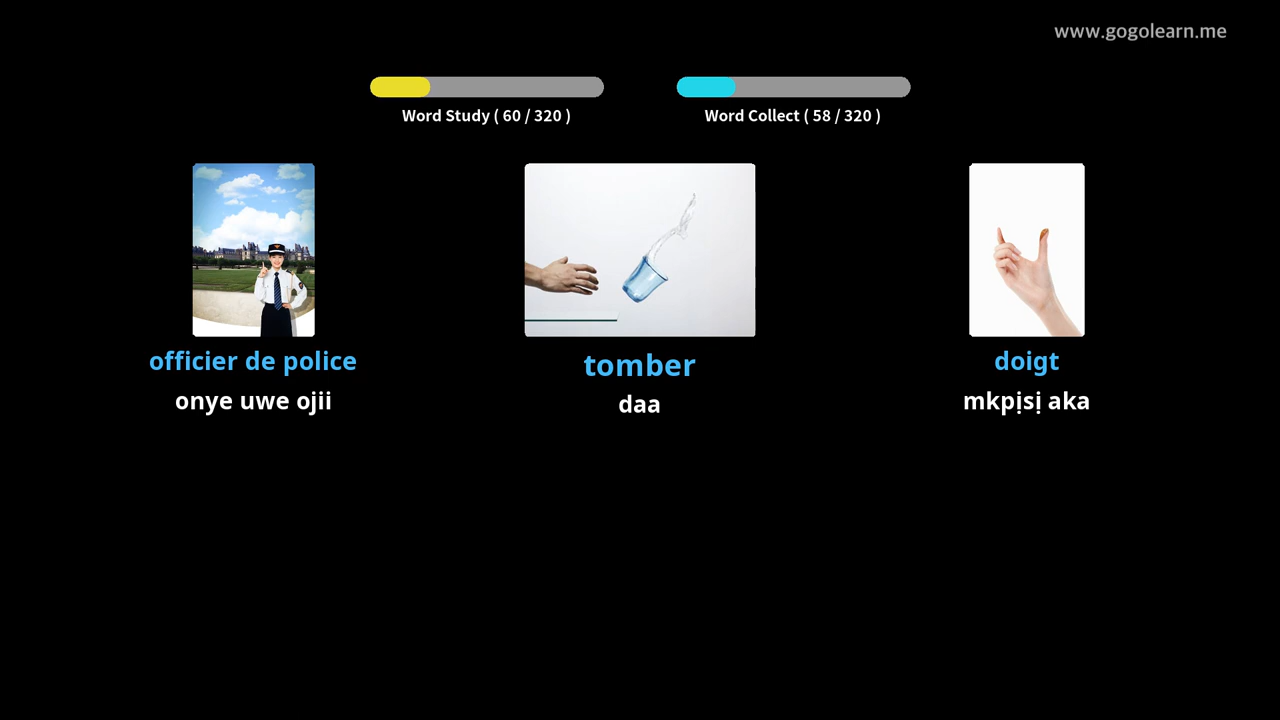 www.gogolearn.me
Word Study ( 60 / 320 )
Word Collect ( 58 / 320 )
officier de police
onye uwe ojii
tomber
daa
doigt
mkpịsị aka